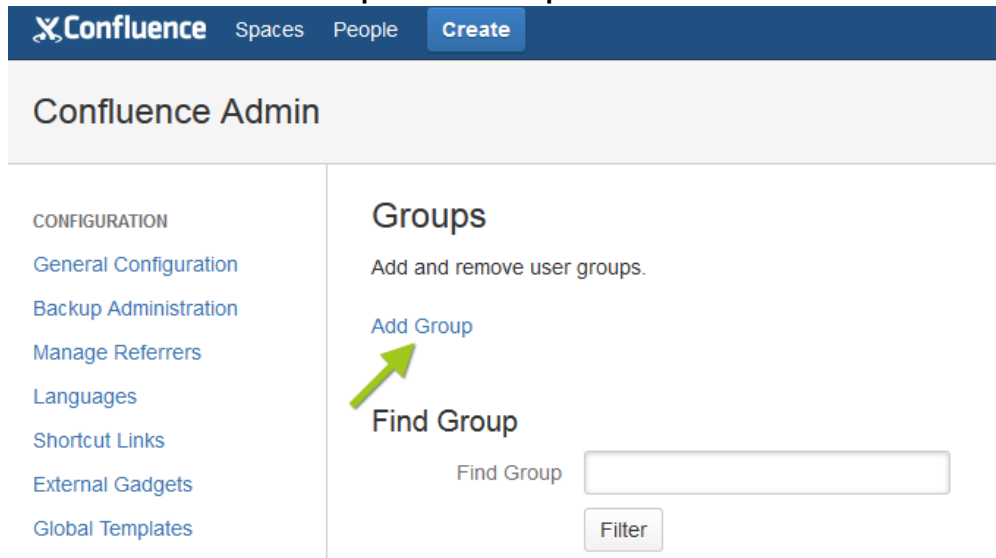 Confluence Spaces People Create
Confluence Admin
CONFIGURATION
General Configuration
Backup Administration
Manage Referrers
Languages
Shortcut Links
External Gadgets
Global Templates
Groups
Add and remove user groups.
Add Group
Find Group
Find Group
Filter